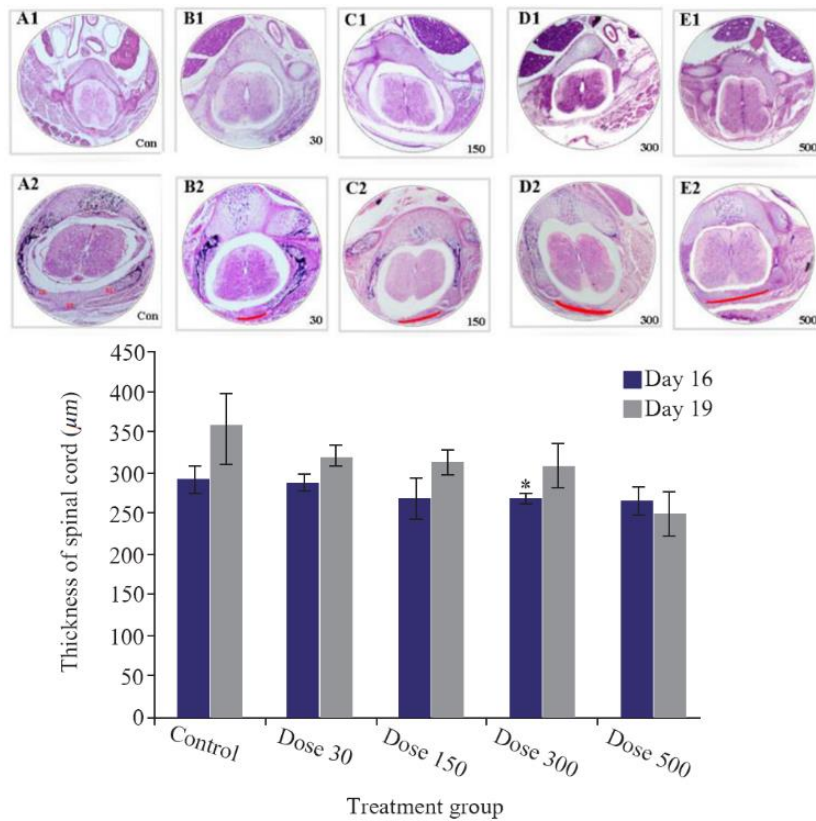 A1 B1 C1 D1 E1
Con 30 150 300 500
A2 B2 C2 D2 E2
Con 30 150 300 500
450
350
350
300
250
200
150
100
50
0
Thickness of spinal cord (μm)
Day 16
Day 19
*
Control Dose 30 Dose 150 Dose 300 Dose 500
Treatment group